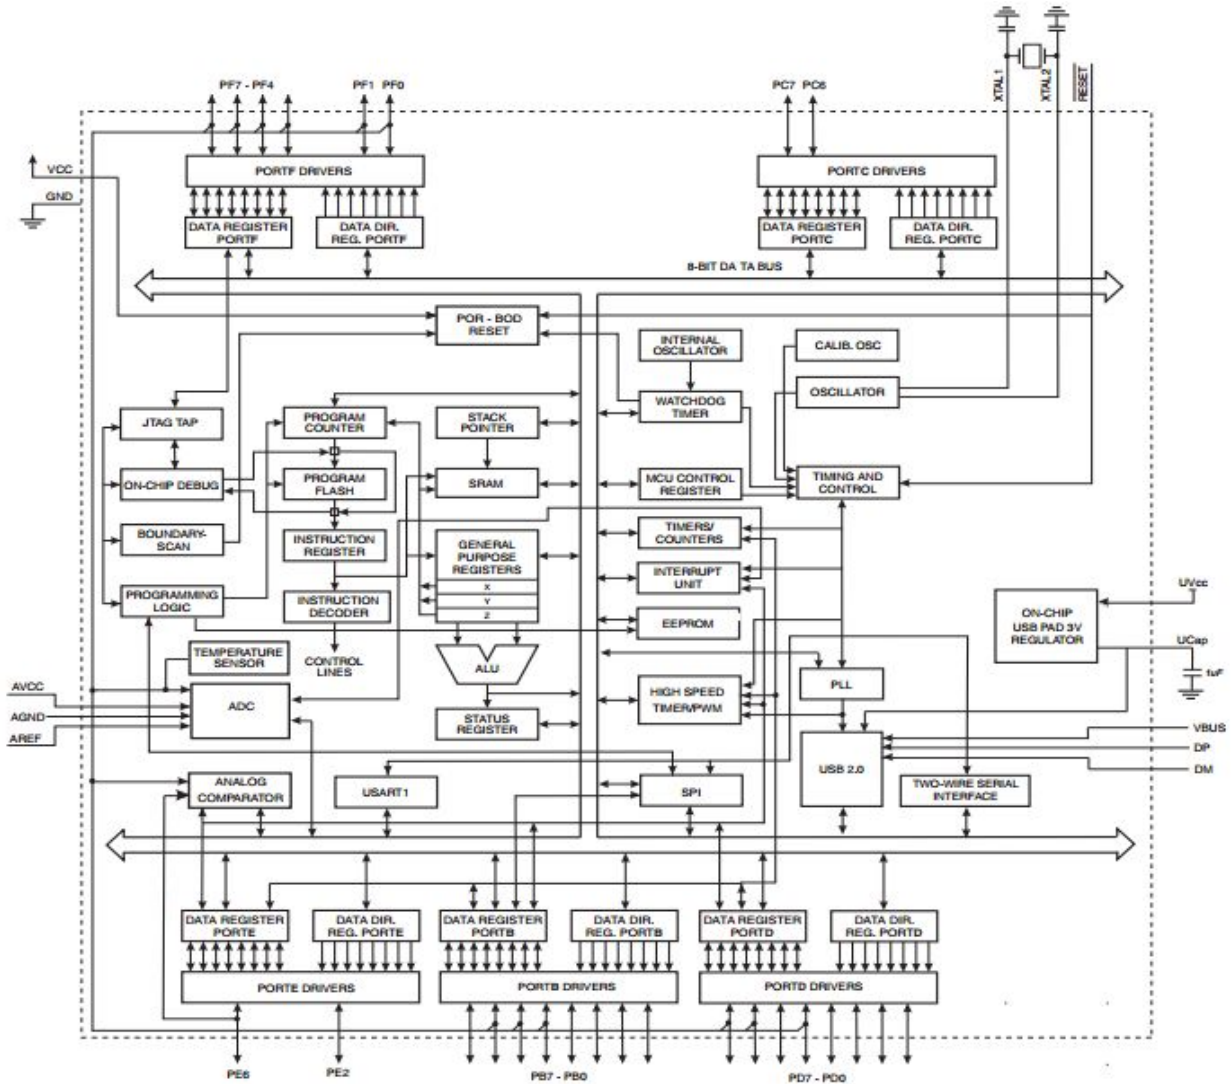 XTAL1
XTAL2
RESET
PF7 - PF4
PF1
PF0
PC7
PC6
VCC
GND
PORTF DRIVERS
PORTC DRIVERS
DATA REGISTER
PORTF
DATA DIR.
REG. PORTF
DATA REGISTER
PORTC
DATA DIR.
REG. PORTC
8-BIT DA TA BUS
POR - BOD
RESET
INTERNAL
OSCILLATOR
CALIB. OSC
OSCILLATOR
WATCHDOG
TIMER
JTAG TAP
PROGRAM
COUNTER
STACK
POINTER
ON-CHIP DEBUG
PROGRAM
FLASH
SRAM
MCU CONTROL
REGISTER
TIMING AND
CONTROL
BOUNDARY-
SCAN
INSTRUCTION
REGISTER
GENERAL
PURPOSE
REGISTERS
X
Y
Z
TIMERS/
COUNTERS
INTERRUPT
UNIT
PROGRAMMING
LOGIC
INSTRUCTION
DECODER
EEPROM
ON-CHIP
USB PAD 3V
REGULATOR
UVcc
UCap
1uF
TEMPERATURE
SENSOR
CONTROL
LINES
ALU
PLL
AVCC
AGND
AREF
ADC
STATUS
REGISTER
HIGH SPEED
TIMER/PWM
VBUS
DP
DM
ANALOG
COMPARATOR
USART1
SPI
USB 2.0
TWO-WIRE SERIAL
INTERFACE
DATA REGISTER
PORTE
DATA DIR.
REG. PORTE
DATA REGISTER
PORTB
DATA DIR.
REG. PORTB
DATA REGISTER
PORTD
DATA DIR.
REG. PORTD
PORTE DRIVERS
PORTB DRIVERS
PORTD DRIVERS
PE6
PE2
PB7 - PB0
PD7 - PD0